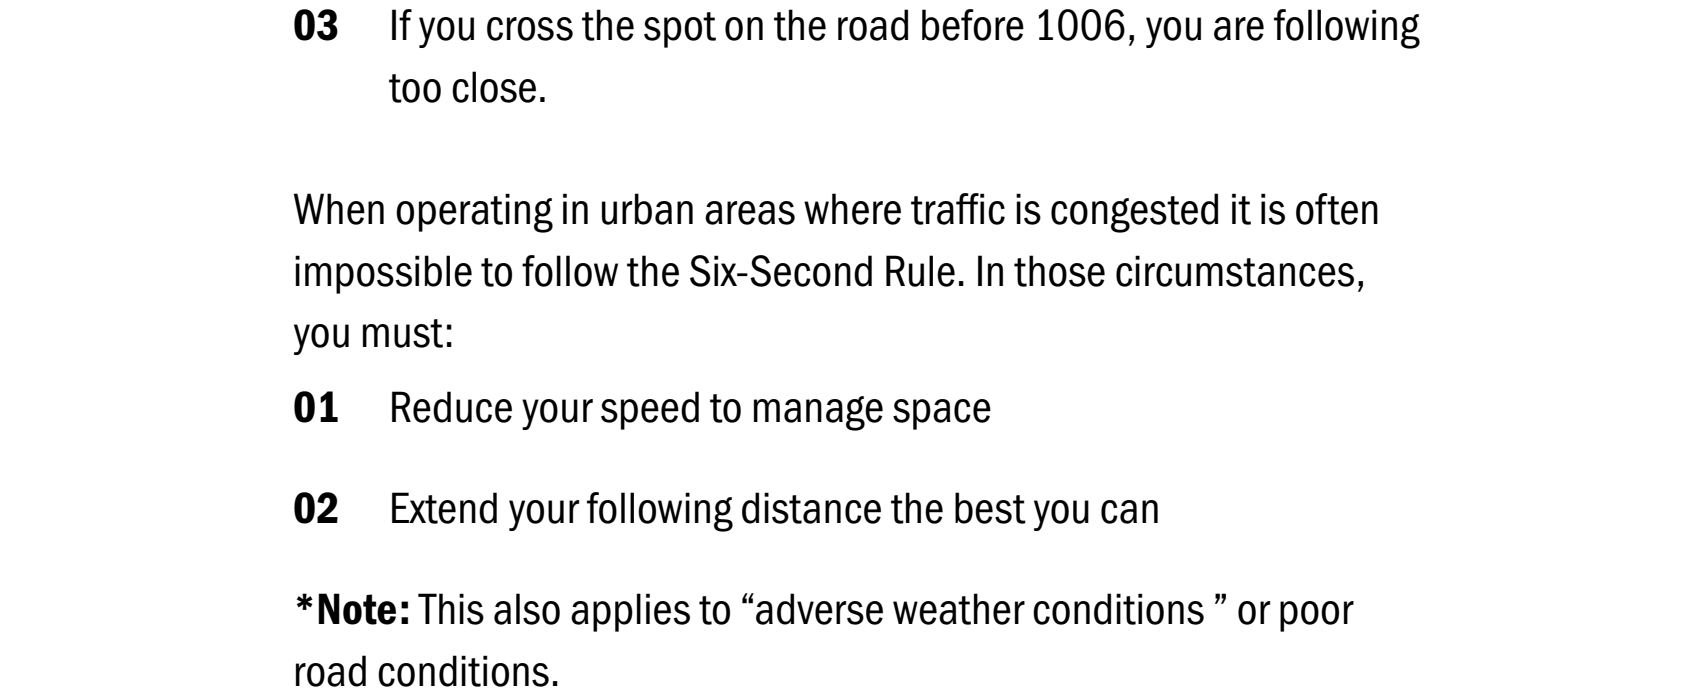 03 If you cross the spot on the road before 1006, you are following
too close.
When operating in urban areas where traffic is congested it is often
impossible to follow the Six-Second Rule. In those circumstances,
you must:
01 Reduce your speed to manage space
02 Extend your following distance the best you can
*Note: This also applies to “adverse weather conditions ” or poor
road conditions.